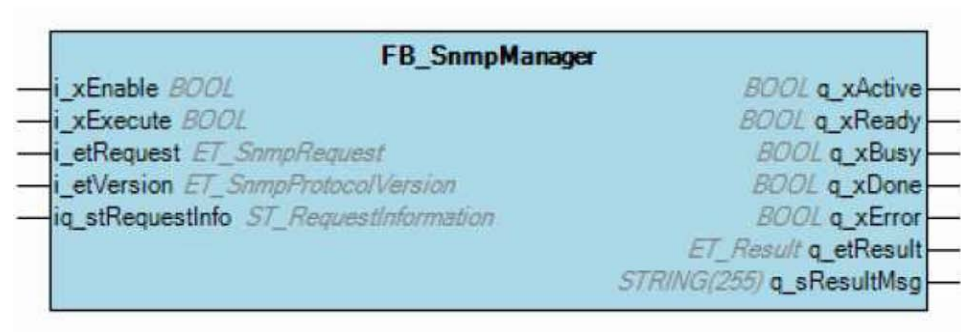 FB_SnmpManager
i_xEnable BOOL BOOL q_xActive
i_xExecute BOOL BOOL q_xReady
i_etRequest ET_SnmpRequest BOOL q_xBusy
i_etVersion ET_SnmpProtocolVersion BOOL q_xDone
iq_stRequestInfo ST_RequestInformation BOOL q_xError
ET_Result q_etResult
STRING(255) q_sResultMsg